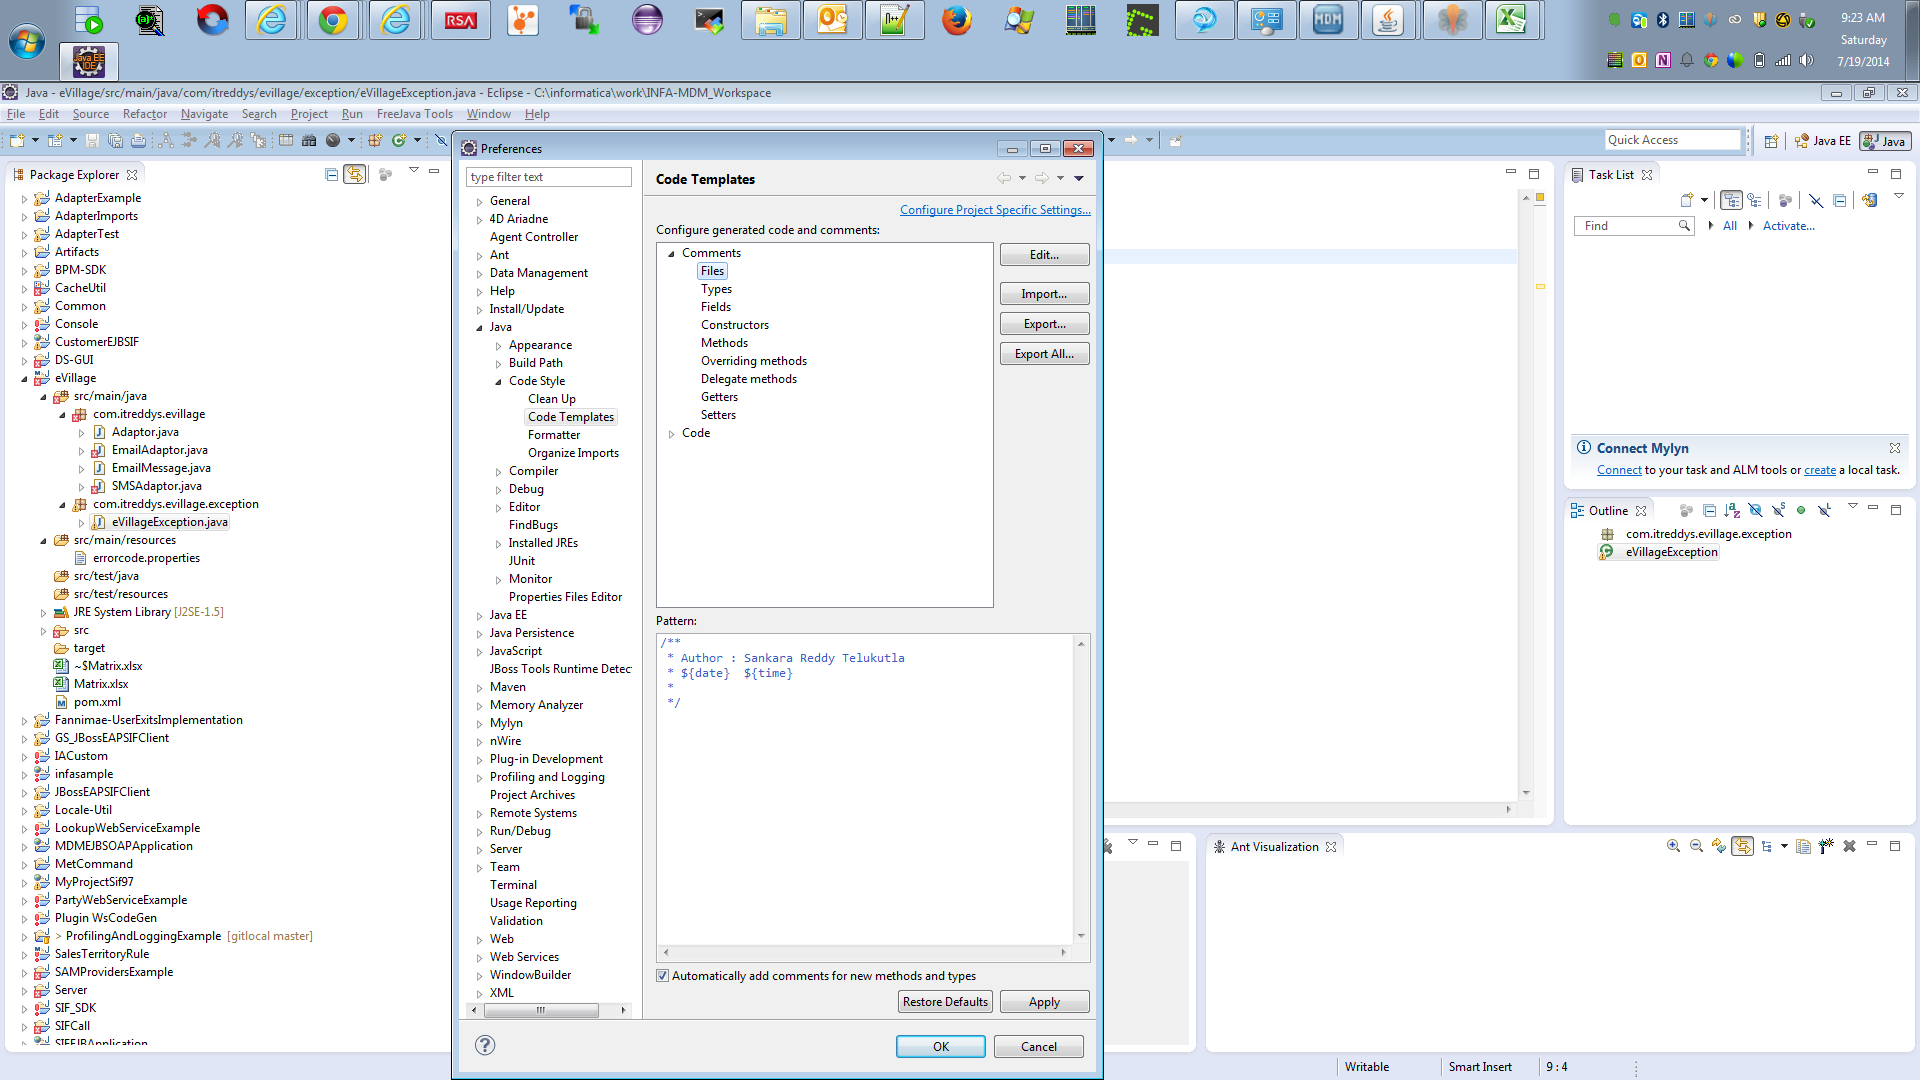 RSA
n++
MDM
Java EE
IDE
9:23 AM
Saturday
7/19/2014
Java - eVillage/src/main/java/com/itreddys/evillage/exception/eVillageException.java - Eclipse - C:\informatica\work\INFA-MDM_Workspace
File Edit Source Refactor Navigate Search Project Run FreeJava Tools Window Help
Quick Access
Java EE
Java
Package Explorer
AdapterExample
AdapterImports
AdapterTest
Artifacts
BPM-SDK
CacheUtil
Common
Console
CustomerEJBSIF
DS-GUI
eVillage
src/main/java
com.itreddys.evillage
Adaptor.java
EmailAdaptor.java
EmailMessage.java
SMSAdaptor.java
com.itreddys.evillage.exception
eVillageException.java
src/main/resources
errorcode.properties
src/test/java
src/test/resources
JRE System Library [J2SE-1.5]
src
target
~$Matrix.xlsx
Matrix.xlsx
pom.xml
Fannimae-UserExitsImplementation
GS_JBossEAPSIFClient
IACustom
infasample
JBossEAPSIFClient
Locale-Util
LookupWebServiceExample
MDMEJBSOAPApplication
MetCommand
MyProjectSif97
PartyWebServiceExample
Plugin WsCodeGen
> ProfilingAndLoggingExample [gitlocal master]
SalesTerritoryRule
SAMProvidersExample
Server
SIF_SDK
SIFCall
SIFEJBApplication
Preferences
type filter text
General
4D Ariadne
Agent Controller
Ant
Data Management
Help
Install/Update
Java
Appearance
Build Path
Code Style
Clean Up
Code Templates
Formatter
Organize Imports
Compiler
Debug
Editor
FindBugs
Installed JREs
JUnit
Monitor
Properties Files Editor
Java EE
Java Persistence
JavaScript
JBoss Tools Runtime Detec
Maven
Memory Analyzer
Mylyn
nWire
Plug-in Development
Profiling and Logging
Project Archives
Remote Systems
Run/Debug
Server
Team
Terminal
Usage Reporting
Validation
Web
Web Services
WindowBuilder
XML
Code Templates
Configure Project Specific Settings...
Configure generated code and comments:
Comments
Files
Types
Fields
Constructors
Methods
Overriding methods
Delegate methods
Getters
Setters
Code
Edit...
Import...
Export...
Export All...
Pattern:
/**
* Author : Sankara Reddy Telukutla
* ${date} ${time}
*
*/
Automatically add comments for new methods and types
Restore Defaults
Apply
OK
Cancel
Task List
Find
All
Activate...
Connect Mylyn
Connect to your task and ALM tools or create a local task.
Outline
com.itreddys.evillage.exception
eVillageException
Ant Visualization
Writable
Smart Insert
9 : 4